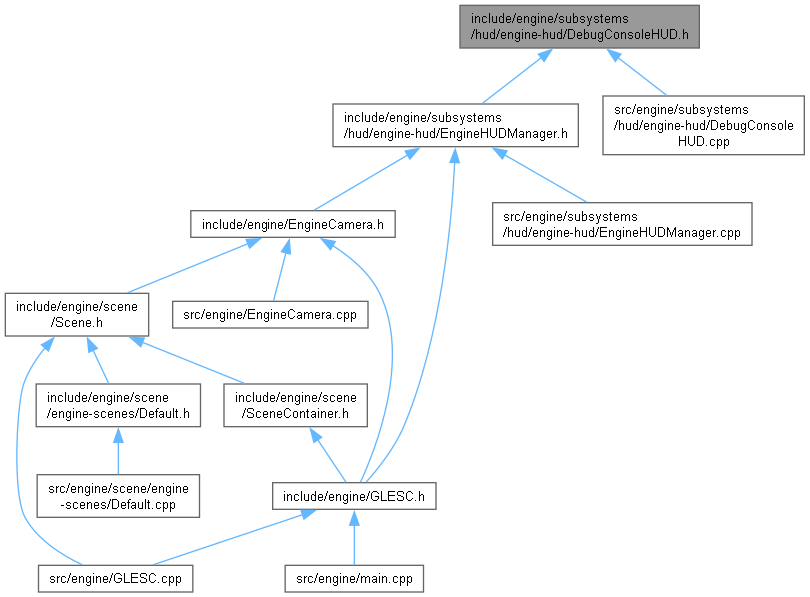 include/engine/subsystems
/hud/engine-hud/DebugConsoleHUD.h
include/engine/subsystems
/hud/engine-hud/EngineHUDManager.h
src/engine/subsystems
/hud/engine-hud/DebugConsole
HUD.cpp
include/engine/EngineCamera.h
src/engine/subsystems
/hud/engine-hud/EngineHUDManager.cpp
include/engine/scene
/Scene.h
src/engine/EngineCamera.cpp
include/engine/scene
/engine-scenes/Default.h
include/engine/scene
/SceneContainer.h
src/engine/scene/engine
-scenes/Default.cpp
include/engine/GLESC.h
src/engine/GLESC.cpp
src/engine/main.cpp